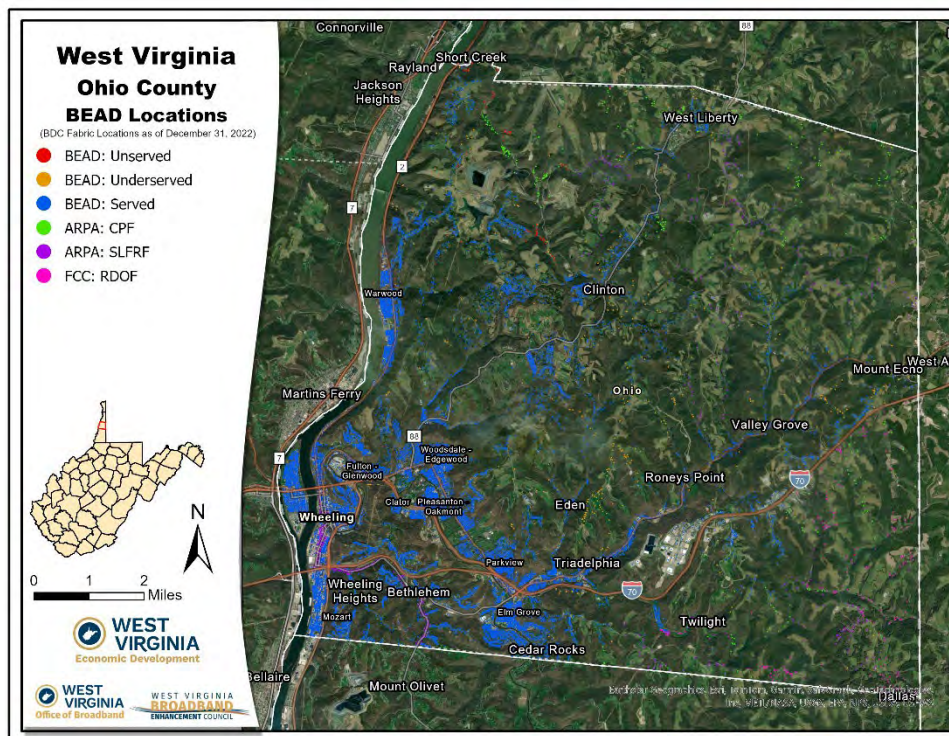 West Virginia
Ohio County
BEAD Locations
(BDC Fabric Locations as of December 31, 2022)
BEAD: Unserved
BEAD: Underserved
BEAD: Served
ARPA: CPF
ARPA: SLFRF
FCC: RDOF
N
0 1 2
Miles
WEST
VIRGINIA
Economic Development
WEST
VIRGINIA
Office of Broadband
WEST VIRGINIA
BROADBAND
ENHANCEMENT COUNCIL
Connorville
88
Short Creek
Rayland
Jackson
Heights
West Liberty
2
7
Warwood
Clinton
Mount Echo
Martins Ferry
Ohio
Valley Grove
88
Woodsdale -
Edgewood
7
Fulton -
Glenwood
Roneys Point
70
Clator
Pleasanton
Oakmont
Eden
Wheeling
Parkview
Triadelphia
Wheeling
Heights
Bethlehem
70
Elm Grove
Twilight
Mozart
Cedar Rocks
Bellaire
Mount Olivet
Dallas